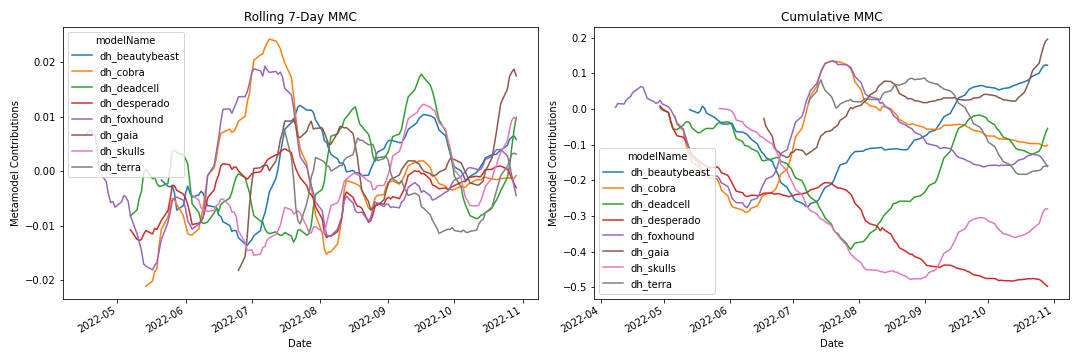 Rolling 7-Day MMC
Metamodel Contributions
0.02
0.01
0.00
−0.01
−0.02
modelName
dh_beautybeast
dh_cobra
dh_deadcell
dh_desperado
dh_foxhound
dh_gaia
dh_skulls
dh_terra
2022-05
2022-06
2022-07
2022-08
2022-09
2022-10
2022-11
Date
Cumulative MMC
Metamodel Contributions
0.2
0.1
0.0
−0.1
−0.2
−0.3
−0.4
−0.5
modelName
dh_beautybeast
dh_cobra
dh_deadcell
dh_desperado
dh_foxhound
dh_gaia
dh_skulls
dh_terra
2022-04
2022-05
2022-06
2022-07
2022-08
2022-09
2022-10
2022-11
Date